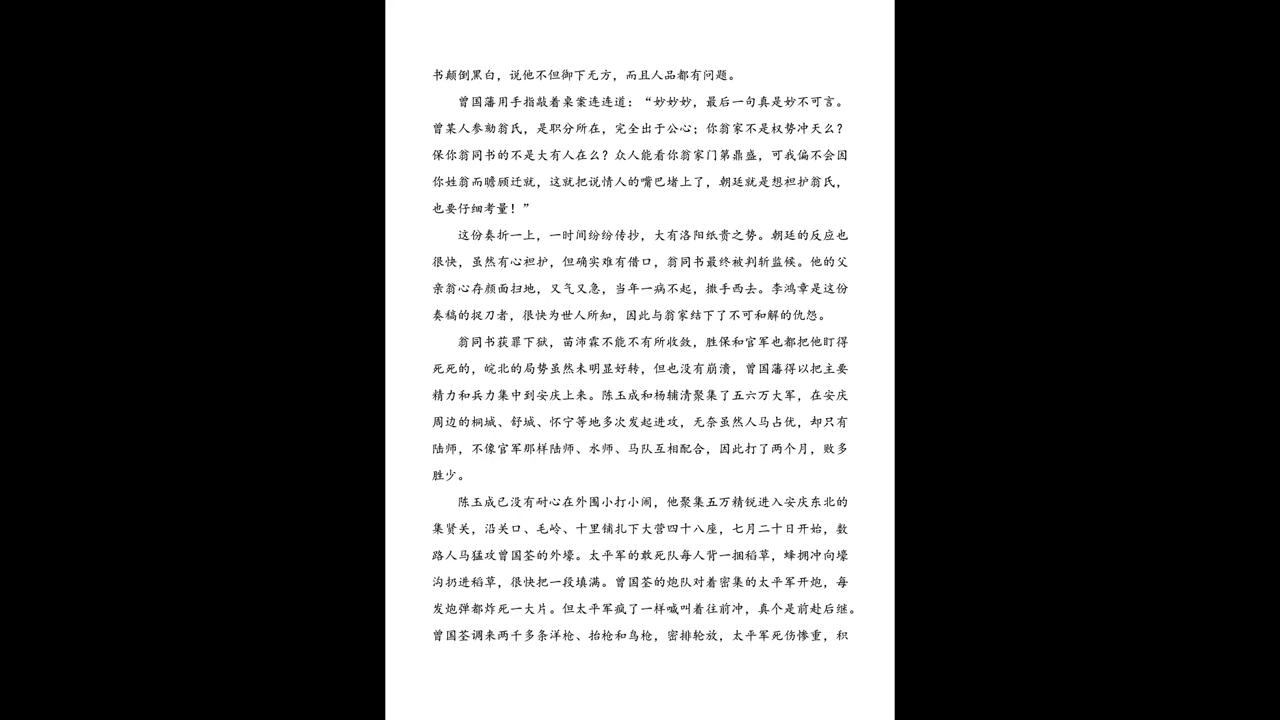 书颠倒黑白，说他不但御下无方，而且人品都有问题。
曾国藩用手指敲着桌案连连道：“妙妙妙，最后一句真是妙不可言。
曾某人参劾翁氏，是职分所在，完全出于公心；你翁家不是权势冲天么？
保你翁同书的不是大有人在么？众人能看你翁家门第鼎盛，可我偏不会因
你姓翁而瞻顾迁就，这就把说情人的嘴巴堵上了，朝廷就是想袒护翁氏，
也要仔细考量！”
这份奏折一上，一时间纷纷传抄，大有洛阳纸贵之势。朝廷的反应也
很快，虽然有心袒护，但确实难有借口，翁同书最终被判斩监候。他的父
亲翁心存颜面扫地，又气又急，当年一病不起，撒手西去。李鸿章是这份
奏稿的捉刀者，很快为世人所知，因此与翁家结下了不可和解的仇怨。
翁同书获罪下狱，苗沛霖不能不有所收敛，胜保和官军也都把他盯得
死死的，皖北的局势虽然未明显好转，但也没有崩溃，曾国藩得以把主要
精力和兵力集中到安庆上来。陈玉成和杨辅清聚集了五六万大军，在安庆
周边的桐城、舒城、怀宁等地多次发起进攻，无奈虽然人马占优，却只有
陆师，不像官军那样陆师、水师、马队互相配合，因此打了两个月，败多
胜少。
陈玉成已没有耐心在外围小打小闹，他聚集五万精锐进入安庆东北的
集贤关，沿关口、毛岭、十里铺扎下大营四十八座，七月二十日开始，数
路人马猛攻曾国荃的外壕。太平军的敢死队每人背一捆稻草，蜂拥冲向壕
沟扔进稻草，很快把一段填满。曾国荃的炮队对着密集的太平军开炮，每
发炮弹都炸死一大片。但太平军疯了一样喊叫着往前冲，真个是前赴后继。
曾国荃调来两千多条洋枪、抬枪和鸟枪，密排轮放，太平军死伤惨重，积